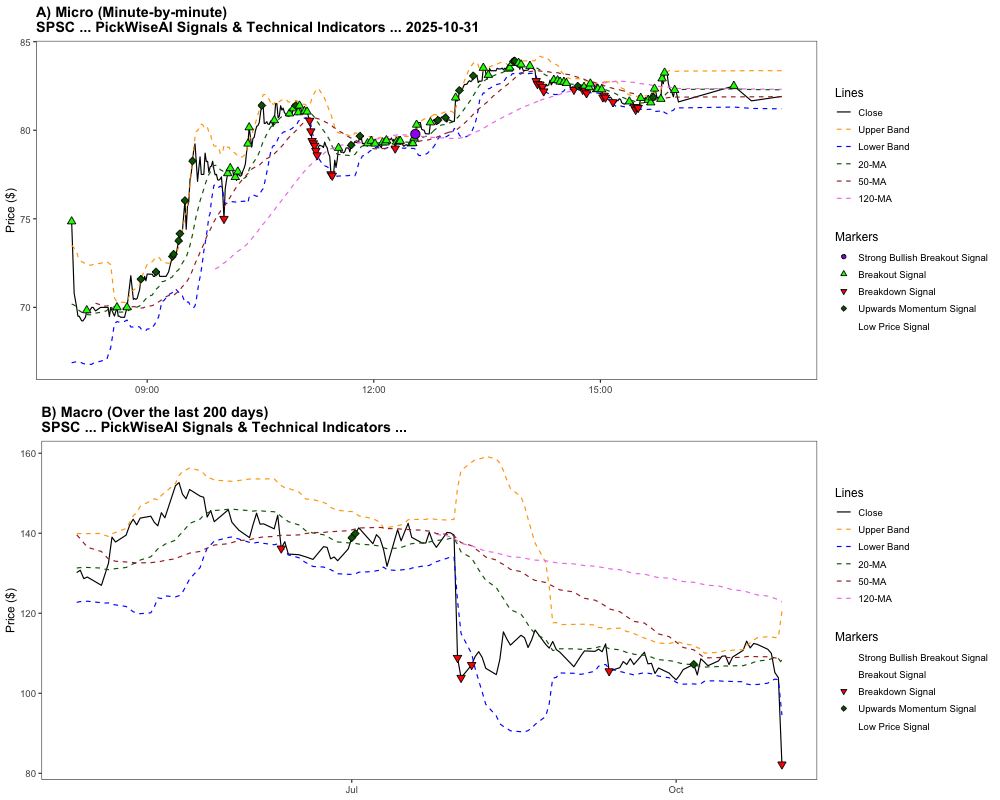 A) Micro (Minute-by-minute)
SPSC ... PickWiseAI Signals & Technical Indicators ... 2025-10-31
85
80
75
70
Price ($)
09:00
12:00
15:00
Lines
Close
Upper Band
Lower Band
20-MA
50-MA
120-MA
Markers
Strong Bullish Breakout Signal
Breakout Signal
Breakdown Signal
Upwards Momentum Signal
Low Price Signal
B) Macro (Over the last 200 days)
SPSC ... PickWiseAI Signals & Technical Indicators ...
160
140
120
100
80
Price ($)
Jul
Oct
Lines
Close
Upper Band
Lower Band
20-MA
50-MA
120-MA
Markers
Strong Bullish Breakout Signal
Breakout Signal
Breakdown Signal
Upwards Momentum Signal
Low Price Signal